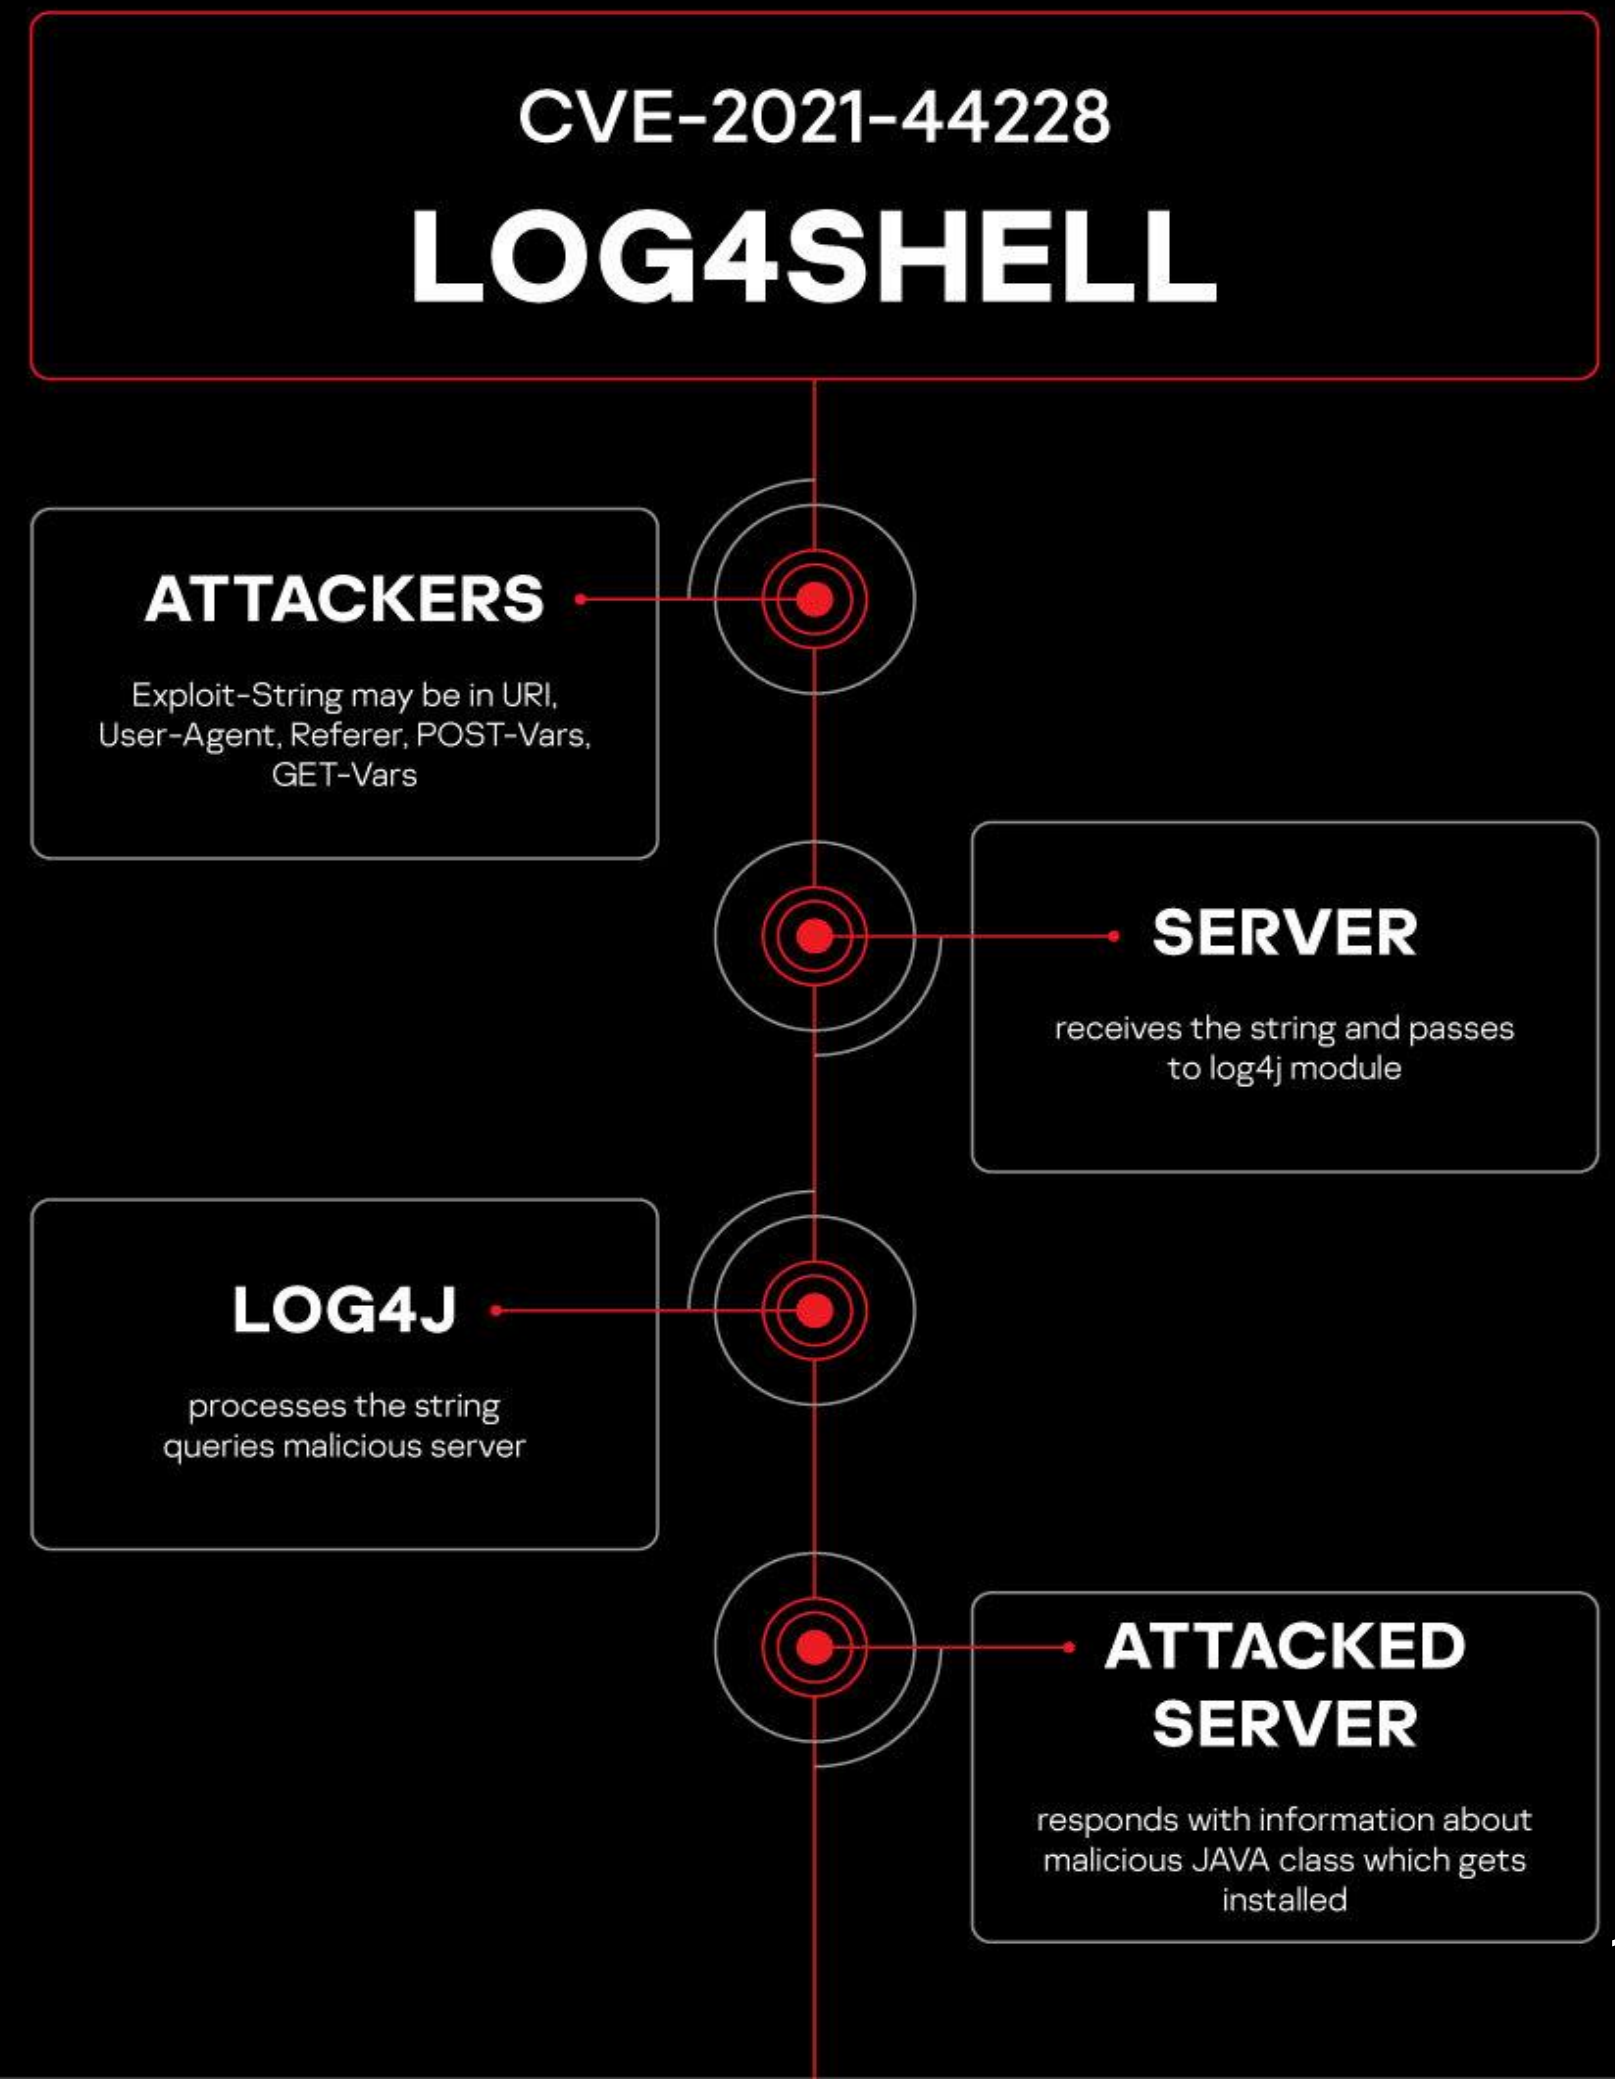 CVE-2021-44228
LOG4SHELL
ATTACKERS
Exploit-String may be in URI,
User-Agent, Referer, POST-Vars,
GET-Vars
SERVER
receives the string and passes
to log4j module
LOG4J
processes the string
queries malicious server
ATTACKED
SERVER
responds with information about
malicious JAVA class which gets
installed